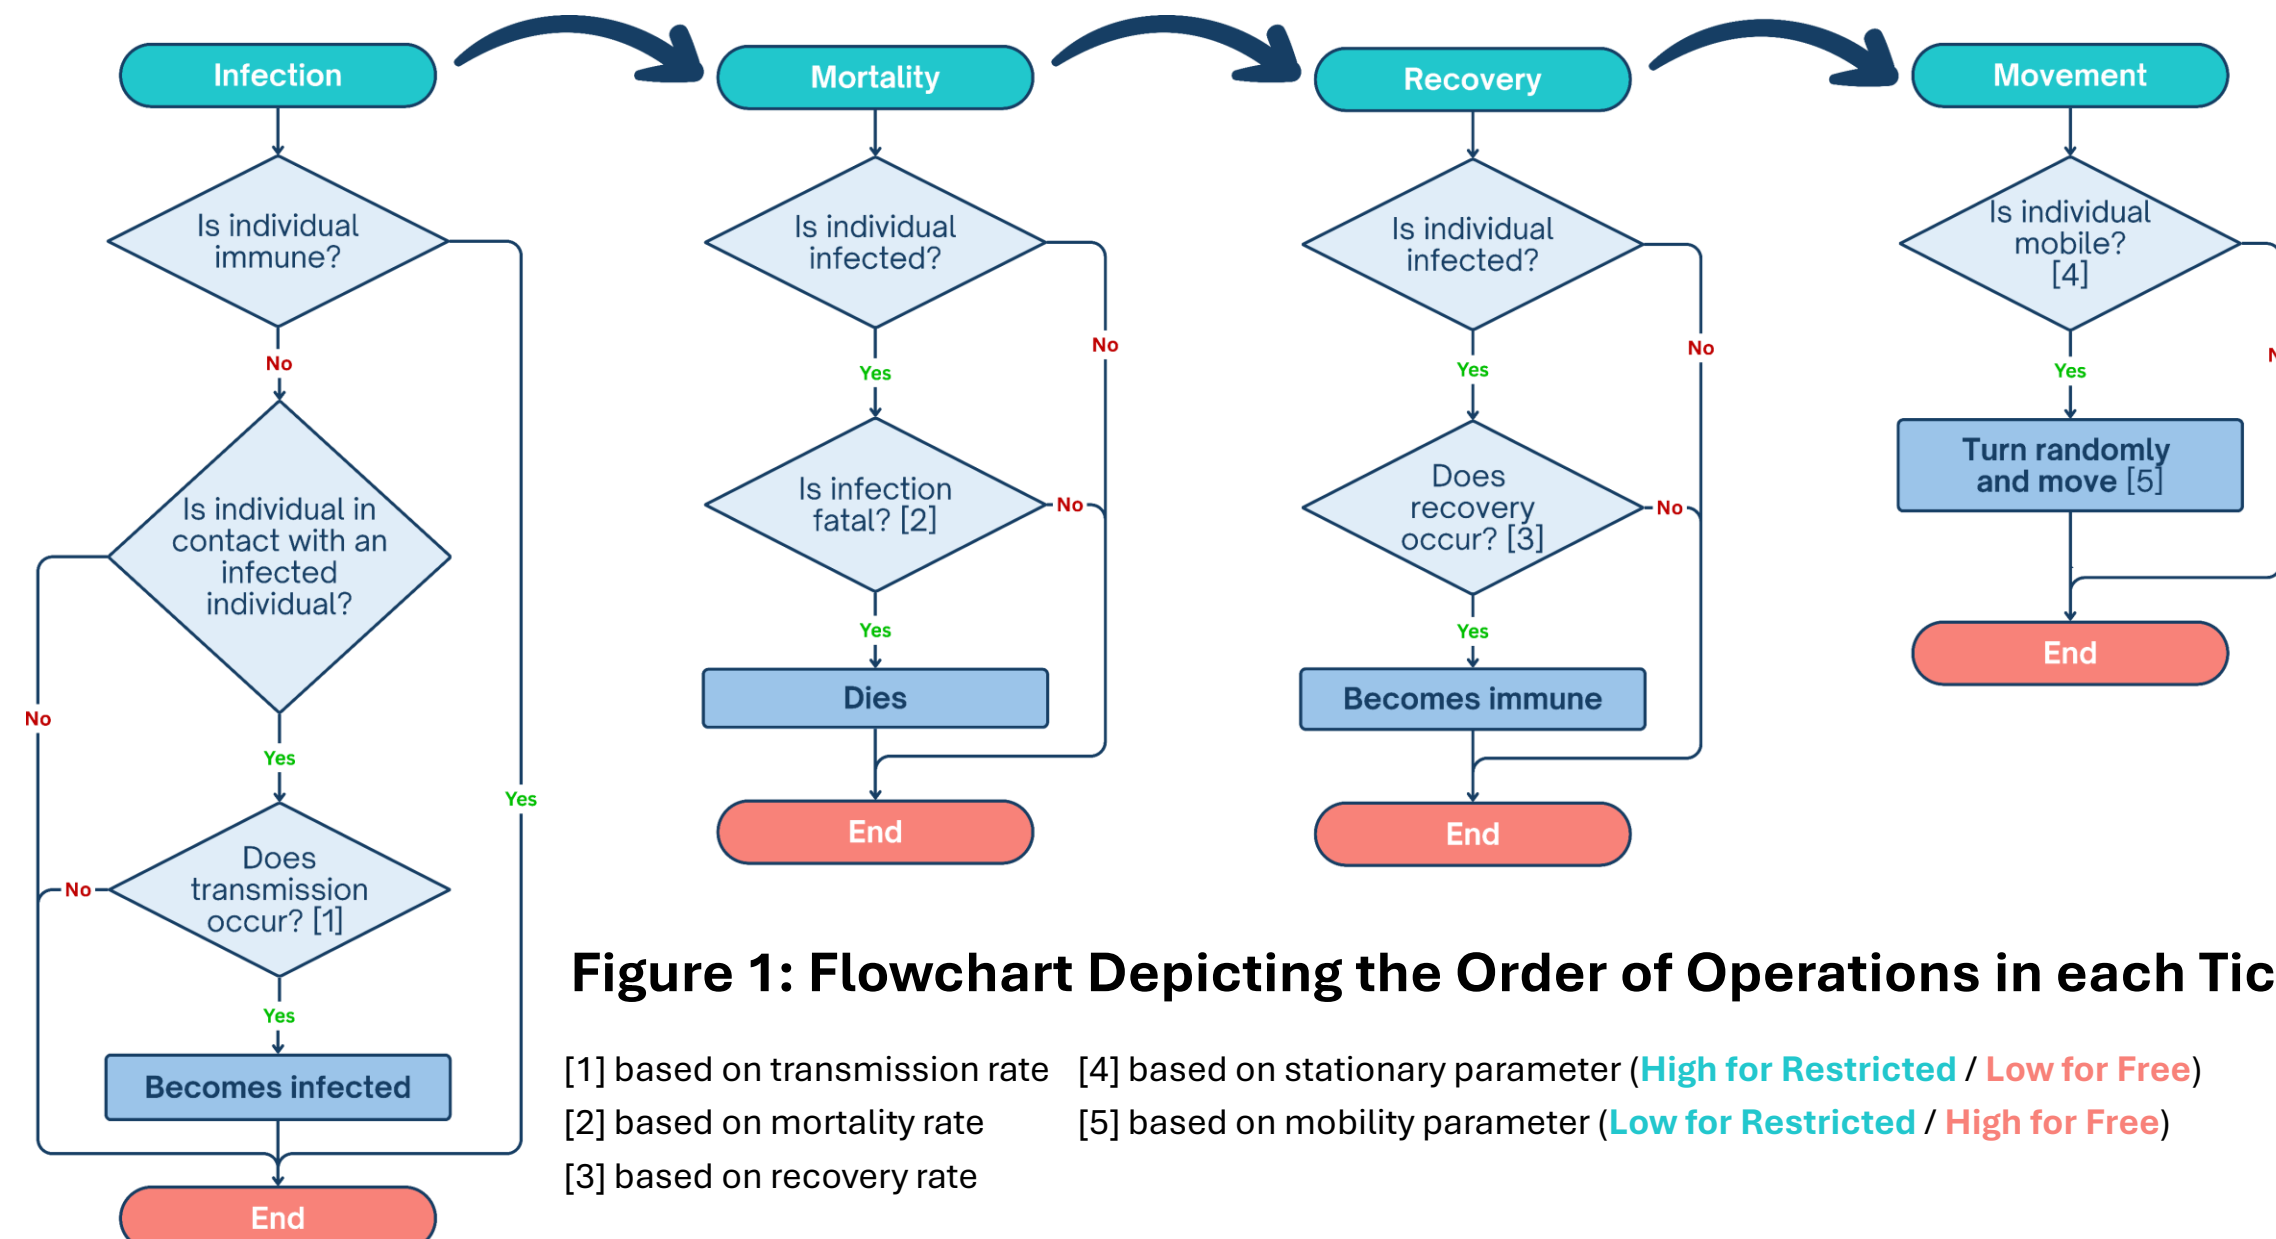 Infection
Is individual
immune?
No
Is individual in
contact with an
infected
individual?
No
Yes
Yes
Does
transmission
occur? [1]
No
Yes
Becomes infected
End
Mortality
Is individual
infected?
No
Yes
Is infection
fatal? [2]
No
Yes
Dies
End
Recovery
Is individual
infected?
No
Yes
Does
recovery
occur? [3]
No
Yes
Becomes immune
End
Movement
Is individual
mobile?
[4]
Yes
Turn randomly
and move [5]
End
Figure 1: Flowchart Depicting the Order of Operations in each
[1] based on transmission rate
[2] based on mortality rate
[3] based on recovery rate
[4] based on stationary parameter (High for Restricted / Low for Free)
[5] based on mobility parameter (Low for Restricted / High for Free)